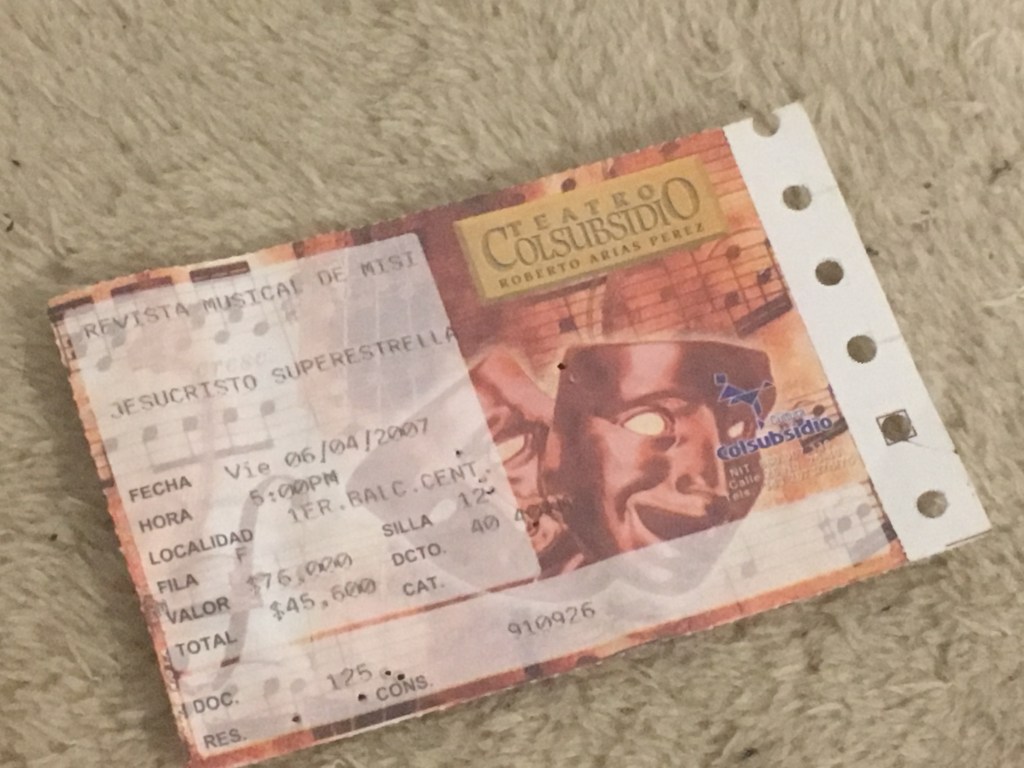 TEATRO
COLSUBSIDIO
ROBERTO ARIAS PEREZ
REVISTA MUSICAL DE MISI
JESUCRISTO SUPERESTRELLA
FECHA Vie 06/04/2007
HORA 5:00PM
LOCALIDAD 1ER.BALC.CENT.
FILA F SILLA 12
VALOR $76,000 DCTO. 40
TOTAL $45,600 CAT.
910926
DOC. 125 CONS.
RES.
Colsubsidio
NIT
Calle